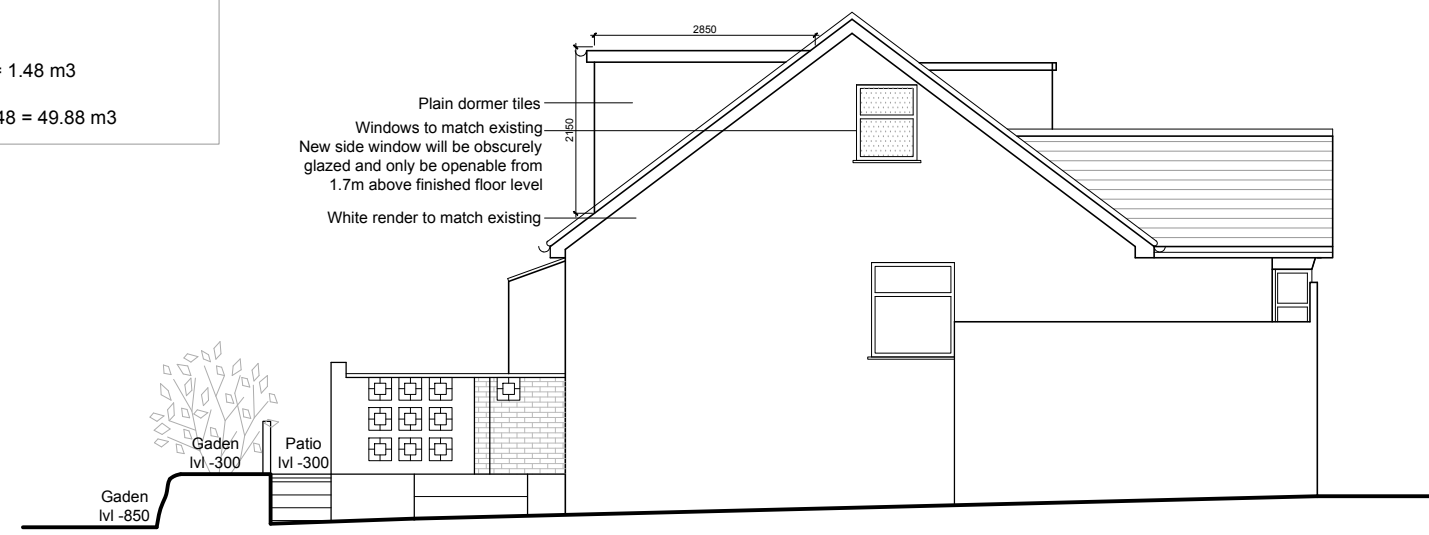 = 1.48 m3
48 = 49.88 m3
2850
2150
Plain dormer tiles
Windows to match existing
New side window will be obscurely
glazed and only be openable from
1.7m above finished floor level
White render to match existing
Gaden
lvl -300
Patio
lvl -300
Gaden
lvl -850